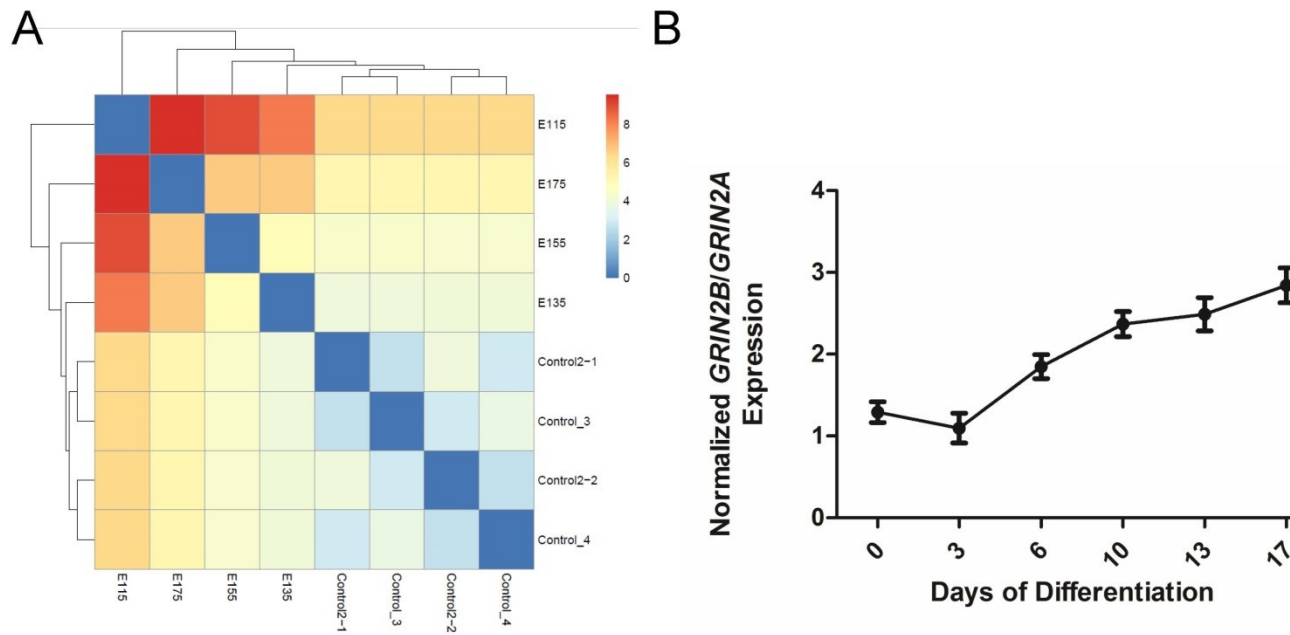 A
B
8
6
4
2
0
E115
E175
E155
E135
Control2-1
Control_3
Control2-2
Control_4
E115
E175
E155
E135
Control2-1
Control_3
Control2-2
Control_4
Normalized GRIN2B/GRIN2A
Expression
4
3
2
1
0
0
3
6
10
13
17
Days of Differentiation